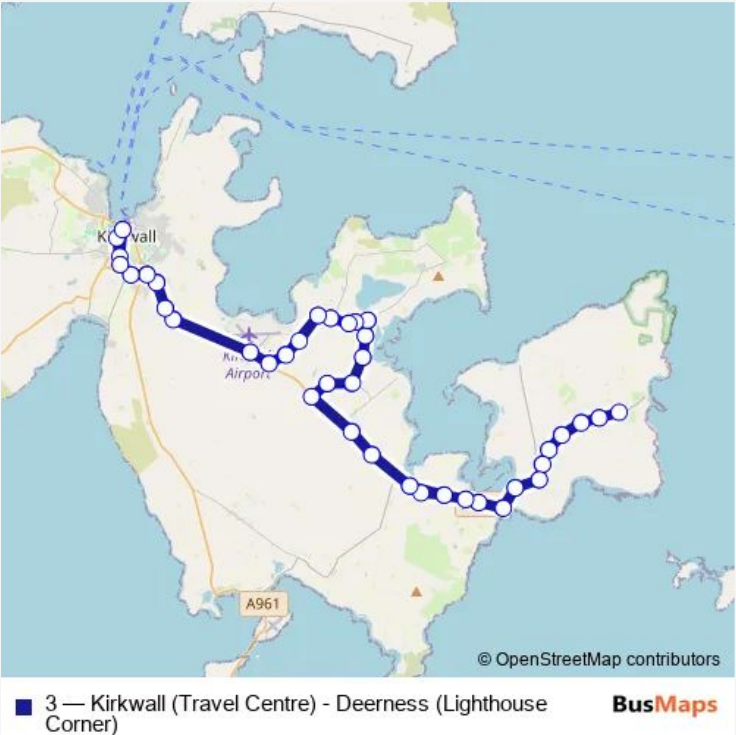 Kirkwall
Airport
A961
© OpenStreetMap contributors
3 — Kirkwall (Travel Centre) - Deerness (Lighthouse
Corner)
BusMaps